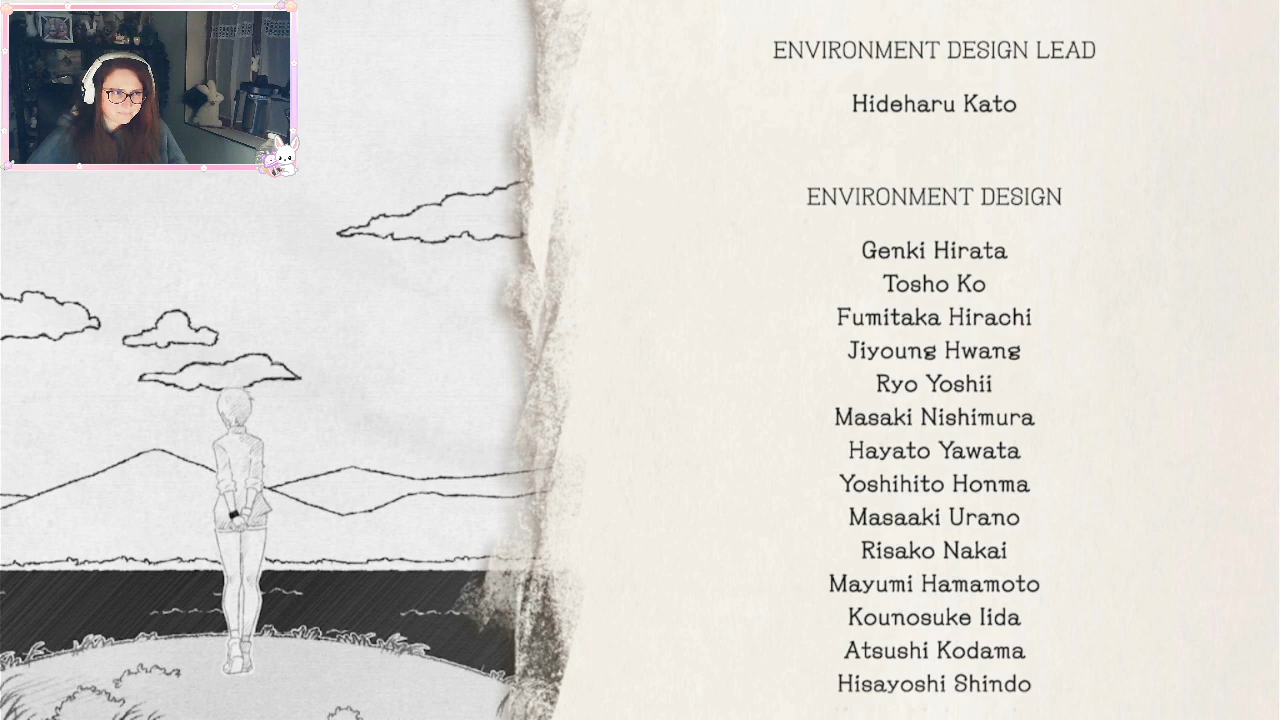 ENVIRONMENT DESIGN LEAD
Hideharu Kato
ENVIRONMENT DESIGN
Genki Hirata
Tosho Ko
Fumitaka Hirachi
Jiyoung Hwang
Ryo Yoshii
Masaki Nishimura
Hayato Yawata
Yoshihito Honma
Masaaki Urano
Risako Nakai
Mayumi Hamamoto
Kounosuke Iida
Atsushi Kodama
Hisayoshi Shindo